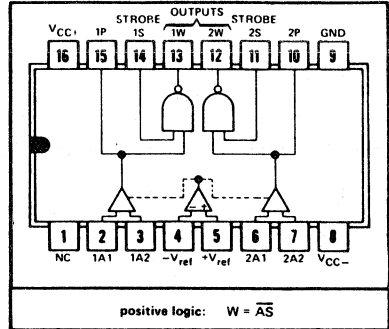 OUTPUTS
STROBE 1W 2W STROBE
VCC+ 1P 1S 2S 2P GND
16 15 14 13 12 11 10 9
- +
1 2 3 4 5 6 7 8
NC 1A1 1A2 –Vref +Vref 2A1 2A2 VCC–
positive logic: W = A̅S̅